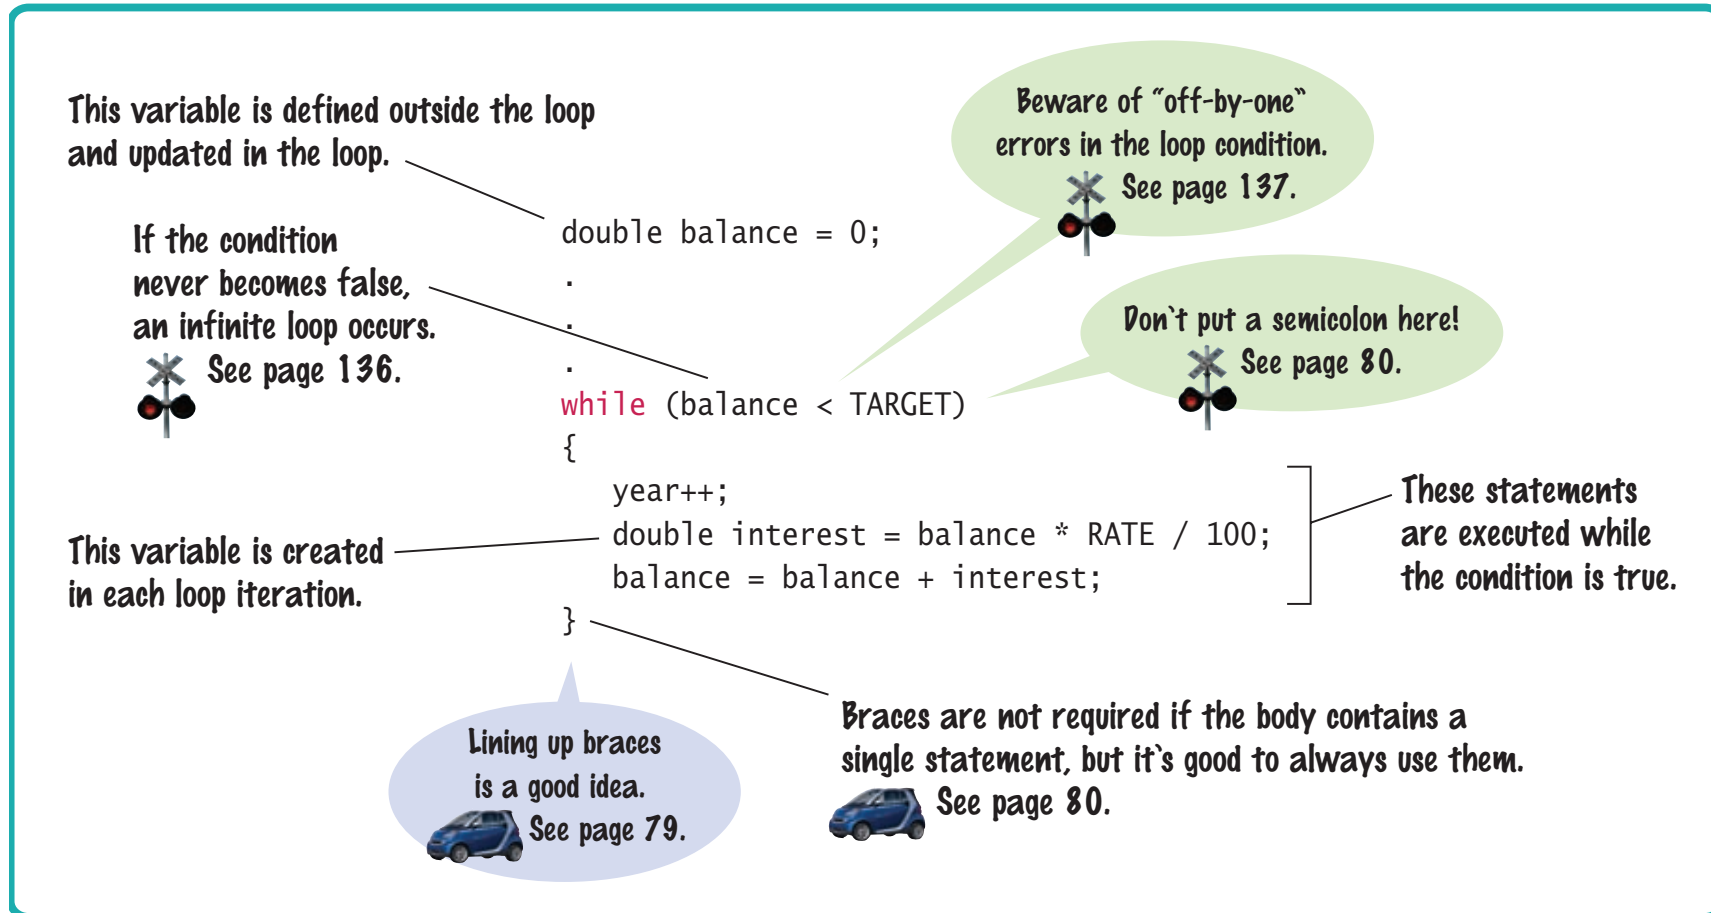 This variable is defined outside the loop
and updated in the loop.
Beware of "off-by-one"
errors in the loop condition.
See page 137.
If the condition
never becomes false,
an infinite loop occurs.
See page 136.
Don't put a semicolon here!
See page 80.
double balance = 0;
.
.
.
while (balance < TARGET)
{
year++;
double interest = balance * RATE / 100;
balance = balance + interest;
}
This variable is created
in each loop iteration.
These statements
are executed while
the condition is true.
Lining up braces
is a good idea.
See page 79.
Braces are not required if the body contains a
single statement, but it's good to always use them.
See page 80.